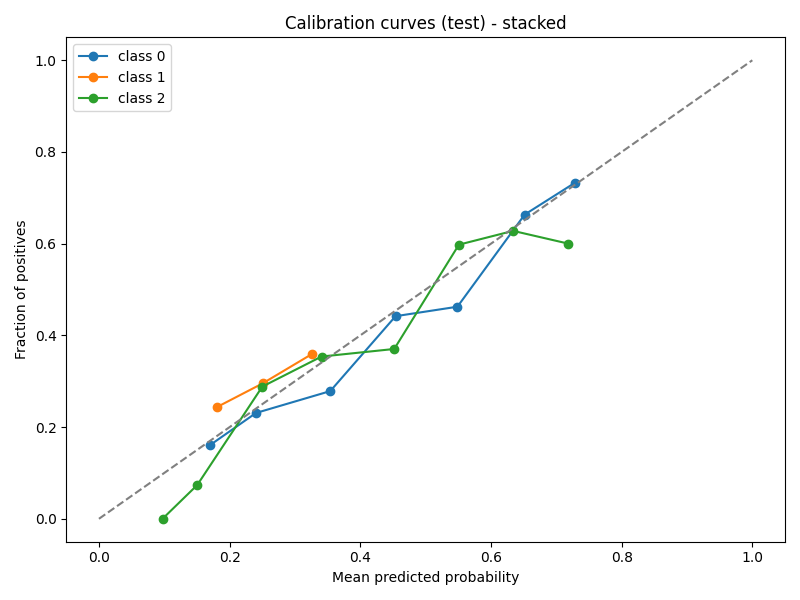 Calibration curves (test) - stacked
class 0
class 1
class 2
1.0
0.8
0.6
0.4
0.2
0.0
Fraction of positives
0.0 0.2 0.4 0.6 0.8 1.0
Mean predicted probability